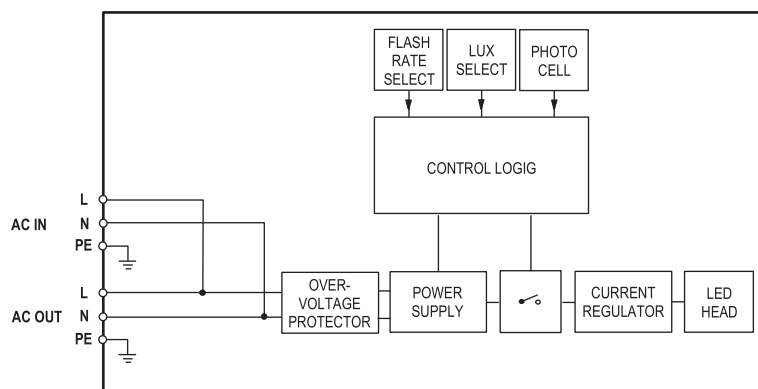 FLASH
RATE
SELECT
LUX
SELECT
PHOTO
CELL
CONTROL LOGIG
L
AC IN
N
PE
L
AC OUT
N
PE
OVER-
VOLTAGE
PROTECTOR
POWER
SUPPLY
CURRENT
REGULATOR
LED
HEAD